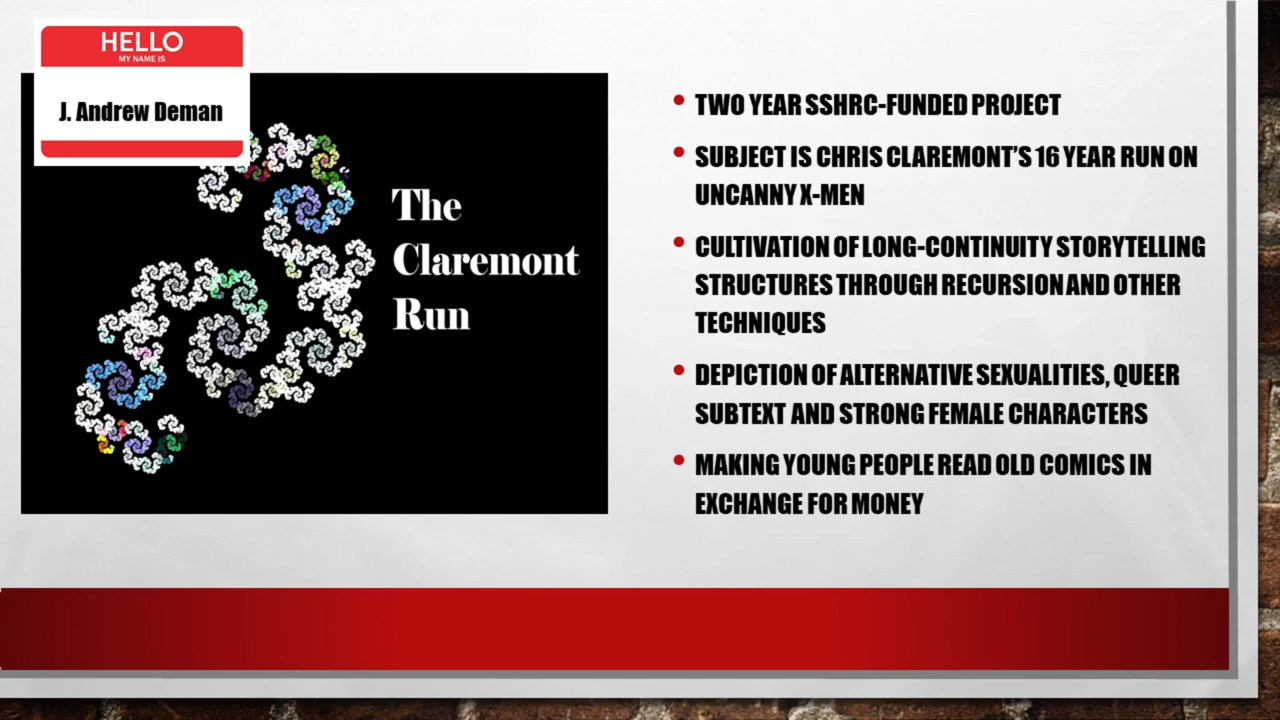 HELLO
MY NAME IS
J. Andrew Deman
The
Claremont
Run
• TWO YEAR SSHRC-FUNDED PROJECT
• SUBJECT IS CHRIS CLAREMONT’S 16 YEAR RUN ON
UNCANNY X-MEN
• CULTIVATION OF LONG-CONTINUITY STORYTELLING
STRUCTURES THROUGH RECURSION AND OTHER
TECHNIQUES
• DEPICTION OF ALTERNATIVE SEXUALITIES, QUEER
SUBTEXT AND STRONG FEMALE CHARACTERS
• MAKING YOUNG PEOPLE READ OLD COMICS IN
EXCHANGE FOR MONEY